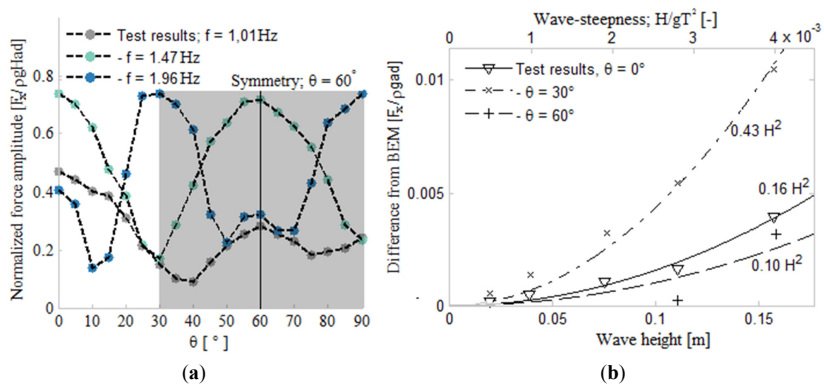 Test results; f = 1,01Hz
- f = 1.47 Hz
- f = 1.96 Hz
Symmetry; θ = 60°
Normalized force amplitude [Fx/ρgHad]
0.8
0.6
0.4
0.2
0
0 10 20 30 40 50 60 70 80 90
θ [ ° ]
(a)
Wave-steepness; H/gT² [-]
0 1 2 3 4 × 10⁻³
Test results, θ = 0°
- θ = 30°
- θ = 60°
0.43 H²
0.16 H²
0.10 H²
Difference from BEM [Fx/ρgad]
0.01
0.005
0
0 0.05 0.1 0.15
Wave height [m]
(b)